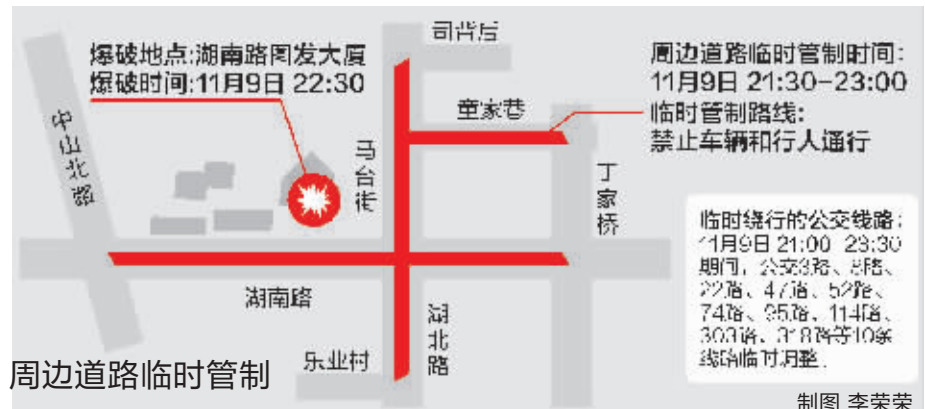 司背后
爆破地点:湖南路图发大厦
爆破时间:11月9日 22:30
周边道路临时管制时间:
11月9日 21:30-23:00
临时管制路线:
禁止车辆和行人通行
童家巷
中山北路
马台街
丁家桥
临时绕行的公交线路:
11月9日 21:00-23:30
期间，公交3路、8路、
22路、47路、52路、
74路、95路、114路、
303路、318路等10条
线路临时调整。
湖南路
湖北路
乐业村
周边道路临时管制
制图 李荣荣